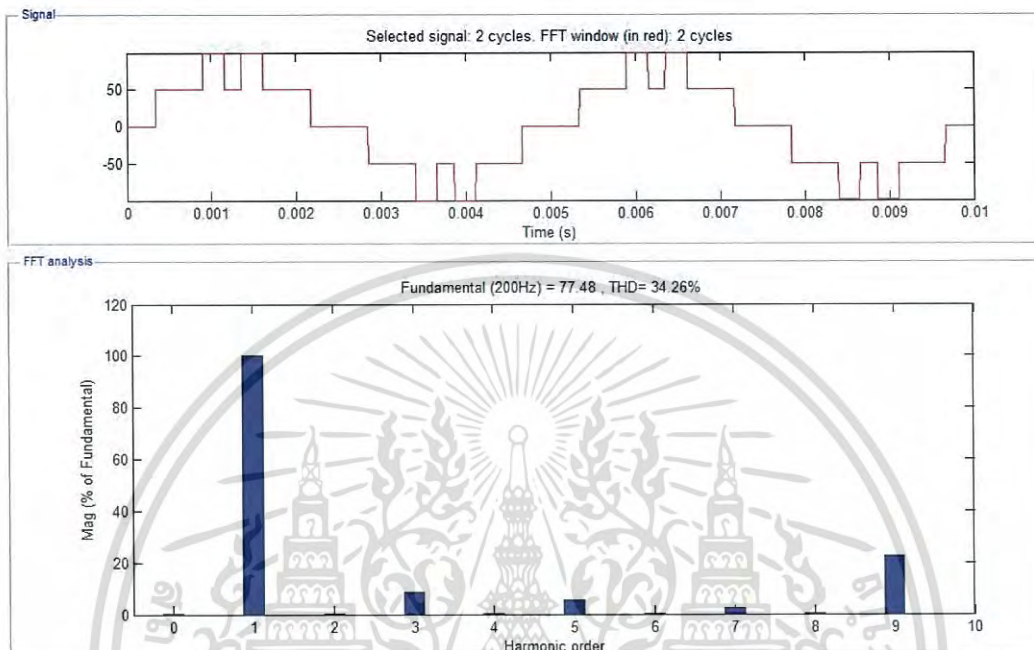 Signal
Selected signal: 2 cycles. FFT window (in red): 2 cycles
50
0
-50
0 0.001 0.002 0.003 0.004 0.005 0.006 0.007 0.008 0.009 0.01
Time (s)
FFT analysis
Fundamental (200Hz) = 77.48 , THD= 34.26%
120
100
80
60
40
20
0
Mag (% of Fundamental)
0 1 2 3 4 5 6 7 8 9 10
Harmonic order